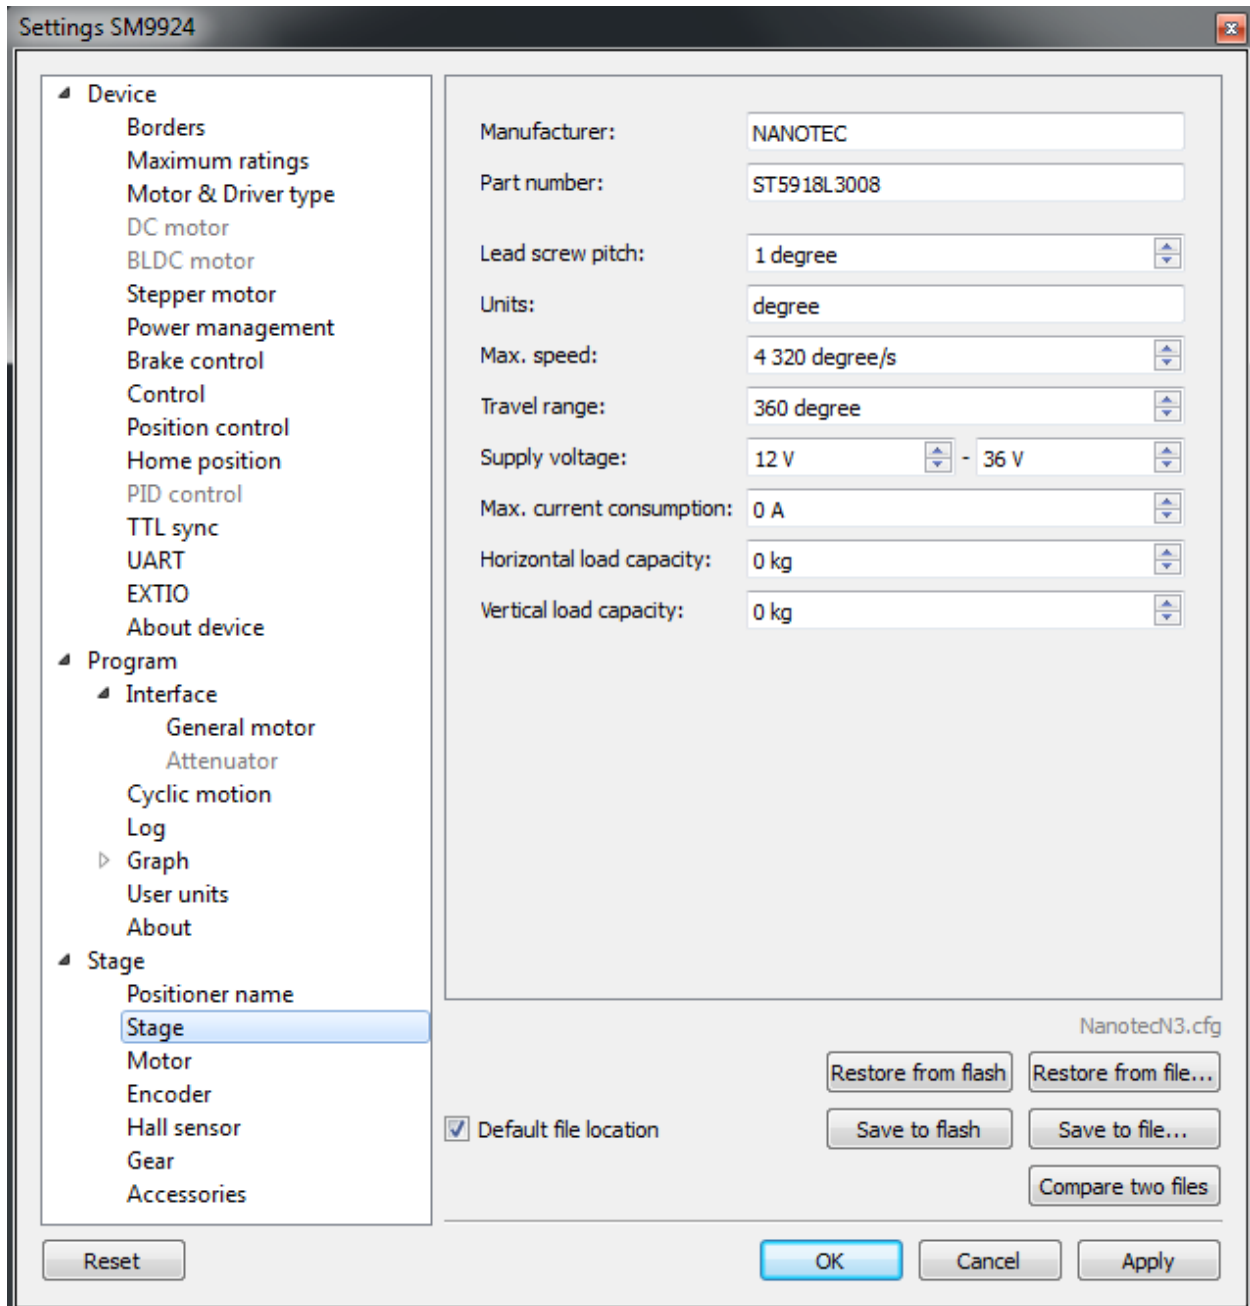 Settings SM9924
Device
Borders
Maximum ratings
Motor & Driver type
DC motor
BLDC motor
Stepper motor
Power management
Brake control
Control
Position control
Home position
PID control
TTL sync
UART
EXTIO
About device
Program
Interface
General motor
Attenuator
Cyclic motion
Log
Graph
User units
About
Stage
Positioner name
Stage
Motor
Encoder
Hall sensor
Gear
Accessories
Manufacturer: NANOTEC
Part number: ST5918L3008
Lead screw pitch: 1 degree
Units: degree
Max. speed: 4 320 degree/s
Travel range: 360 degree
Supply voltage: 12 V - 36 V
Max. current consumption: 0 A
Horizontal load capacity: 0 kg
Vertical load capacity: 0 kg
NanotecN3.cfg
Restore from flash Restore from file...
Default file location Save to flash Save to file...
Compare two files
Reset OK Cancel Apply